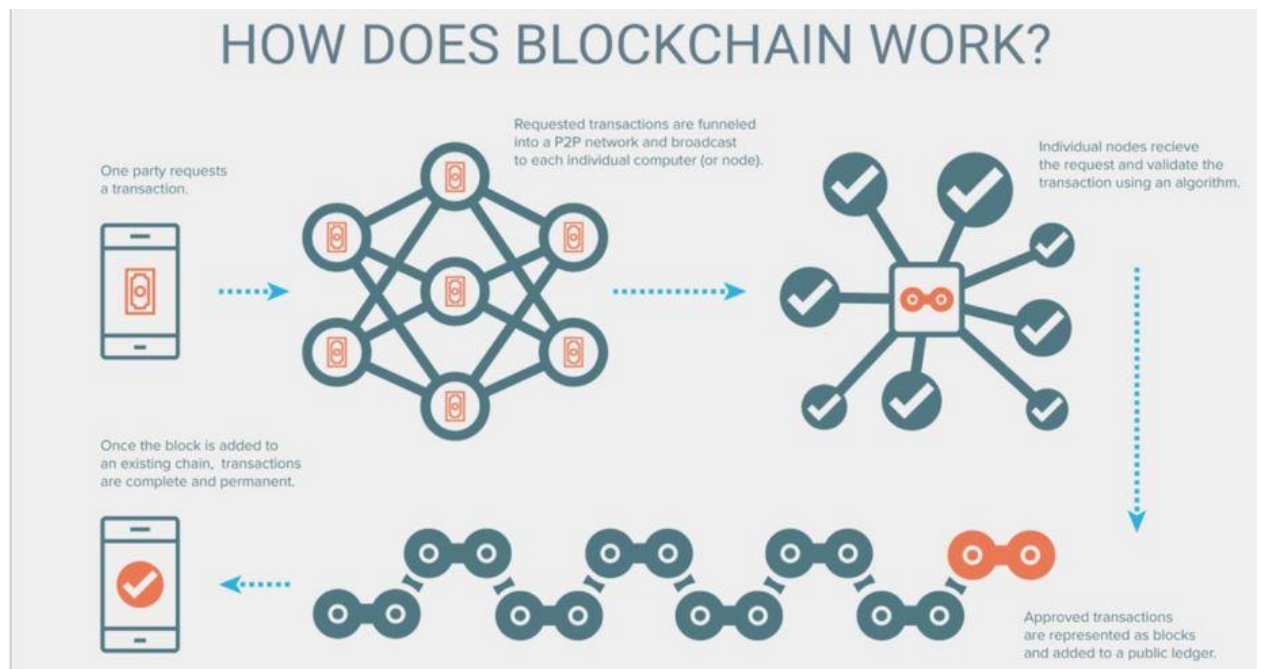 HOW DOES BLOCKCHAIN WORK?
One party requests
a transaction.
Requested transactions are funneled
into a P2P network and broadcast
to each individual computer (or node).
Individual nodes recieve
the request and validate the
transaction using an algorithm.
Approved transactions
are represented as blocks
and added to a public ledger.
Once the block is added to
an existing chain, transactions
are complete and permanent.